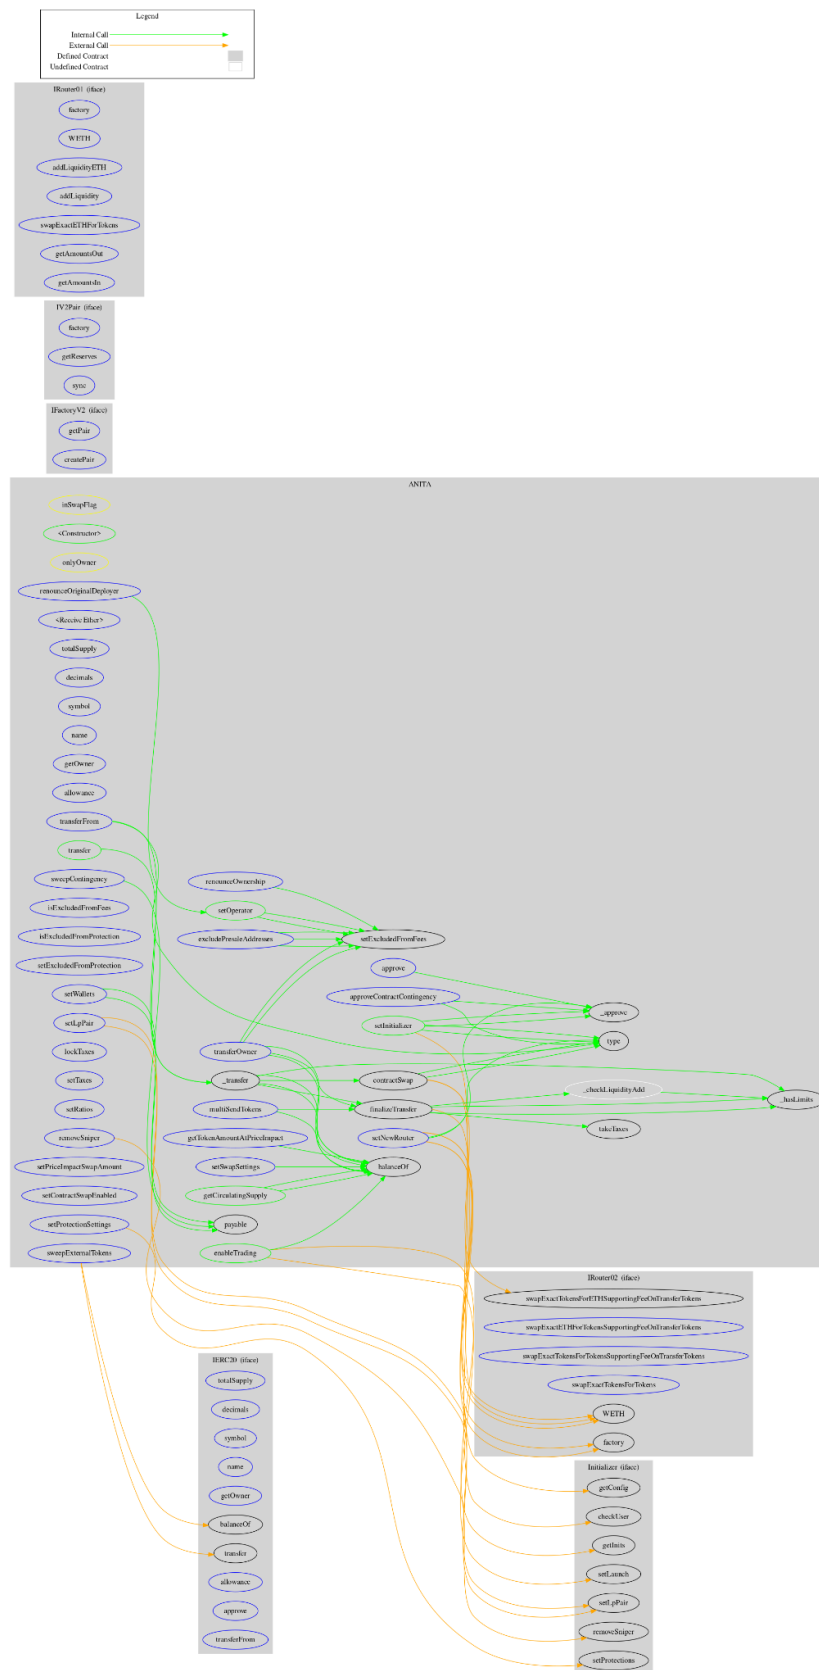 Legend
Internal Call
External Call
Defined Contract
Undefined Contract
IRouter01 (iface)
factory
WETH
addLiquidityETH
addLiquidity
swapExactETHForTokens
getAmountsOut
getAmountsIn
IV2Pair (iface)
factory
getReserves
sync
IFactoryV2 (iface)
getPair
createPair
ANITA
inSwapFlag
<Constructor>
onlyOwner
renounceOriginalDeployer
<Receive Ether>
totalSupply
decimals
symbol
name
getOwner
allowance
transferFrom
transfer
sweepContingency
isExcludedFromFees
isExcludedFromProtection
setExcludedFromProtection
setWallets
setLpPair
lockTaxes
setTaxes
setRatios
removeSniper
setPriceImpactSwapAmount
setContractSwapEnabled
setProtectionSettings
sweepExternalTokens
renounceOwnership
setOperator
excludePresaleAddresses
transferOwner
_transfer
multiSendTokens
getTokenAmountAtPriceImpact
setSwapSettings
getCirculatingSupply
payable
enableTrading
setExcludedFromFees
approve
approveContractContingency
setInitializer
contractSwap
finalizeTransfer
setNewRouter
balanceOf
_approve
type
_checkLiquidityAdd
takeTaxes
_hasLimits
IRouter02 (iface)
swapExactTokensForETHSupportingFeeOnTransferTokens
swapExactETHForTokensSupportingFeeOnTransferTokens
swapExactTokensForTokensSupportingFeeOnTransferTokens
swapExactTokensForTokens
WETH
factory
IERC20 (iface)
totalSupply
decimals
symbol
name
getOwner
balanceOf
transfer
allowance
approve
transferFrom
Initializer (iface)
getConfig
checkUser
getInits
setLaunch
setLpPair
removeSniper
setProtections